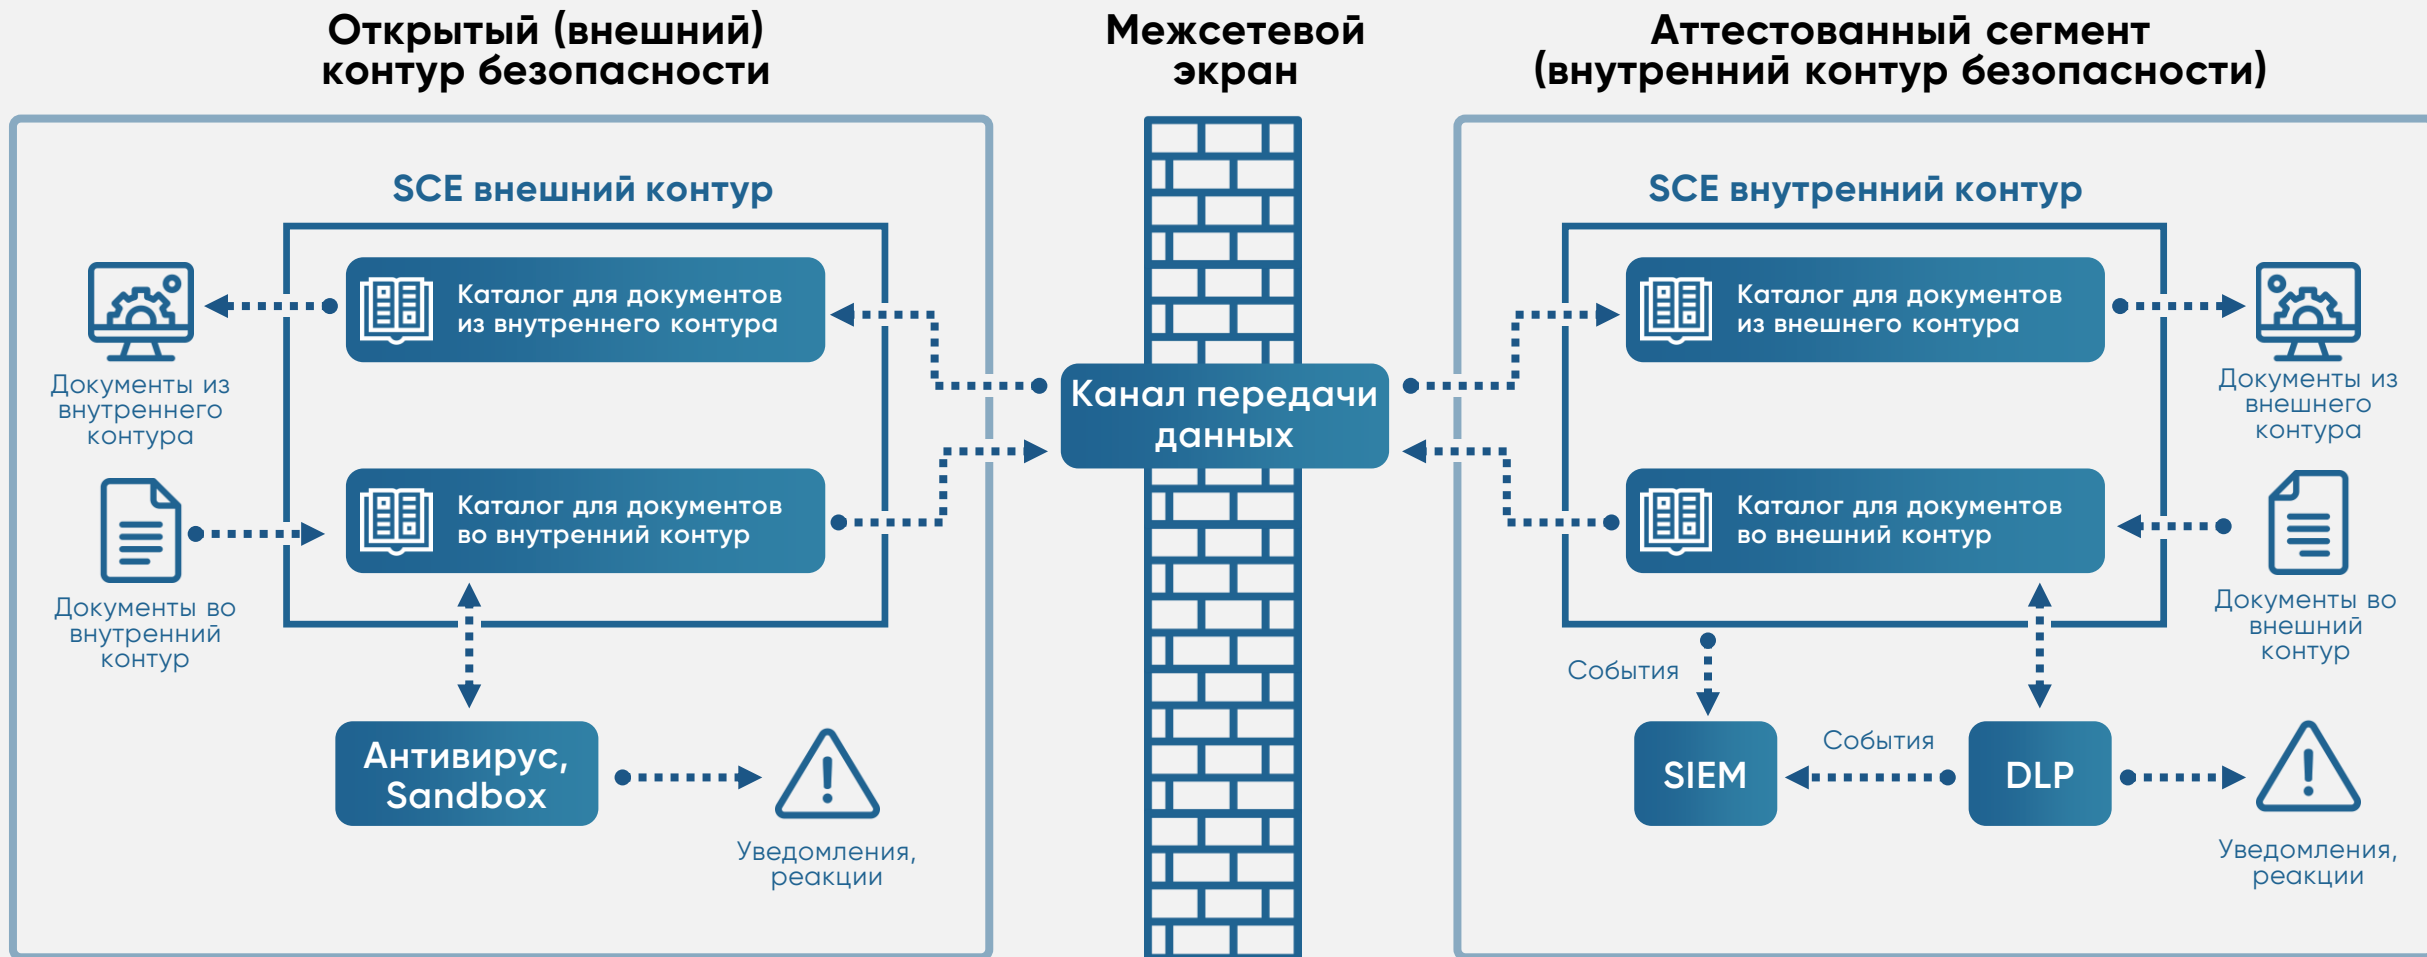 Открытый (внешний)
контур безопасности
Межсетевой
экран
Аттестованный сегмент
(внутренний контур безопасности)
SCE внешний контур
Каталог для документов
из внутреннего контура
Документы из
внутреннего
контура
Каталог для документов
во внутренний контур
Документы во
внутренний
контур
Антивирус,
Sandbox
Уведомления,
реакции
Канал передачи
данных
SCE внутренний контур
Каталог для документов
из внешнего контура
Документы из
внешнего
контура
Каталог для документов
во внешний контур
Документы во
внешний
контур
События
SIEM
События
DLP
Уведомления,
реакции